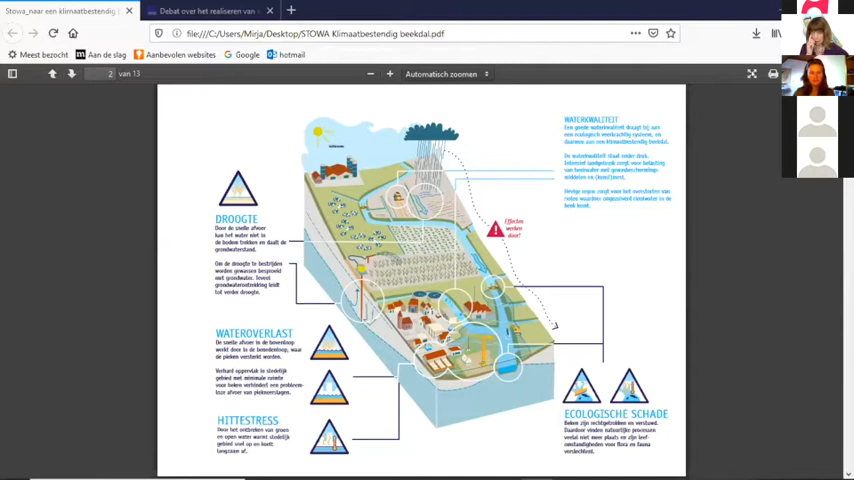 Stowa_naar een klimaatbestendig
Debat over het realiseren van
file:///C:/Users/Mirja/Desktop/STOWA Klimaatbestendig beekdal.pdf
Meest bezocht
Aan de slag
Aanbevolen websites
Google
hotmail
2 van 13
Automatisch zoomen
WATERKWALITEIT
Een goede waterkwaliteit draagt bij aan
een ecologisch veerkrachtig systeem, en
daarmee aan een klimaatbestendig beekdal.
De waterkwaliteit staat onder druk.
Intensief landgebruik zorgt voor belasting
van beekwater met gewasbeschermings-
middelen en (kunst)mest.
Hevige regen zorgt voor het overstorten van
riolen waardoor ongezuiverd rioolwater in de
beek komt.
DROOGTE
Door de snelle afvoer
kan het water niet in
de bodem trekken en daalt de
grondwaterstand.
Om de droogte te bestrijden
worden gewassen besproeid
met grondwater. Teveel
grondwateronttrekking leidt
tot verder droogte.
Effecten
werken
door!
WATEROVERLAST
De snelle afvoer in de bovenloop
werkt door in de benedenloop, waar
de pieken versterkt worden.
Verhard oppervlak in stedelijk
gebied met minimale ruimte
voor beken verhindert een probleem-
loze afvoer van piekneerslagen.
HITTESTRESS
Door het ontbreken van groen
en open water warmt stedelijk
gebied snel op en koelt
langzaam af.
ECOLOGISCHE SCHADE
Beken zijn rechtgetrokken en verstuwd.
Daardoor vinden natuurlijke processen
veelal niet meer plaats en zijn leef-
omstandigheden voor flora en fauna
verslechterd.